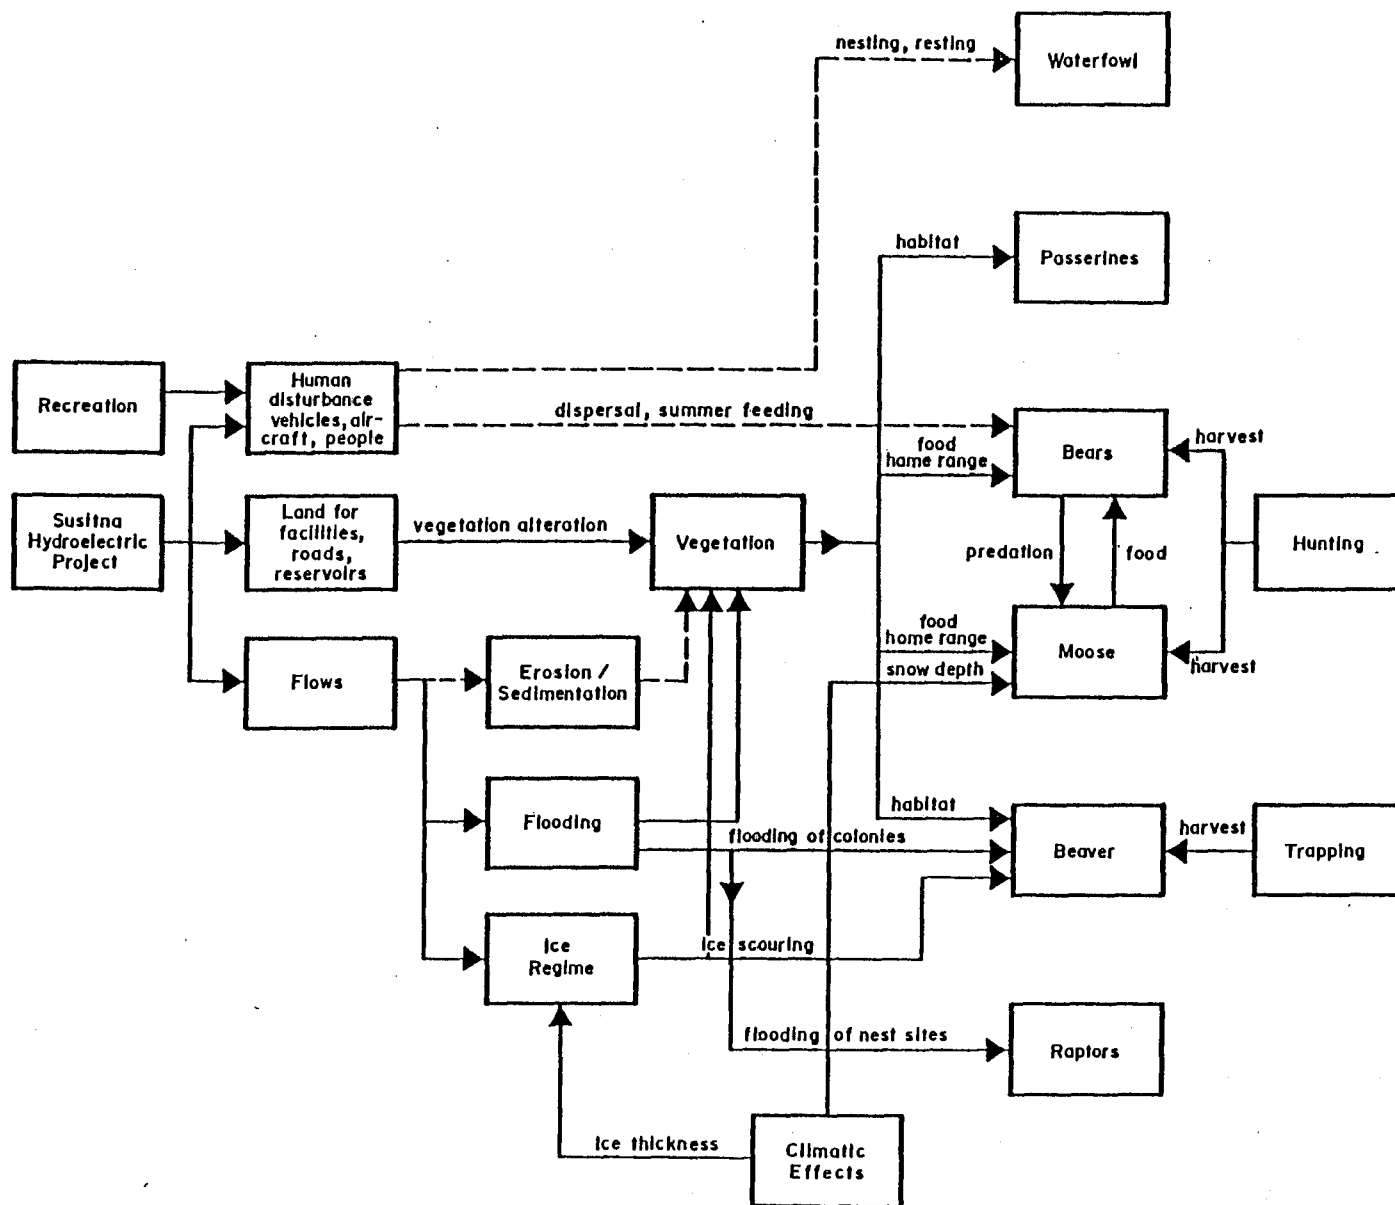 nesting, resting
Waterfowl
habitat
Passerines
Recreation
Human
disturbance
vehicles, air-
craft, people
dispersal, summer feeding
food
home range
Bears
harvest
Susitna
Hydroelectric
Project
Land for
facilities,
roads,
reservoirs
vegetation alteration
Vegetation
predation
food
Hunting
Flows
Erosion /
Sedimentation
food
home range
snow depth
Moose
harvest
Flooding
flooding of colonies
habitat
Beaver
harvest
Trapping
Ice
Regime
ice scouring
flooding of nest sites
Raptors
ice thickness
Climatic
Effects